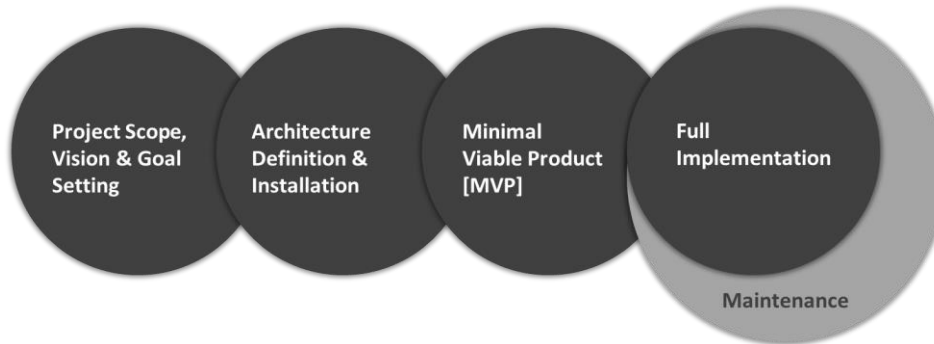 Project Scope,
Vision & Goal
Setting
Architecture
Definition &
Installation
Minimal
Viable Product
[MVP]
Full
Implementation
Maintenance